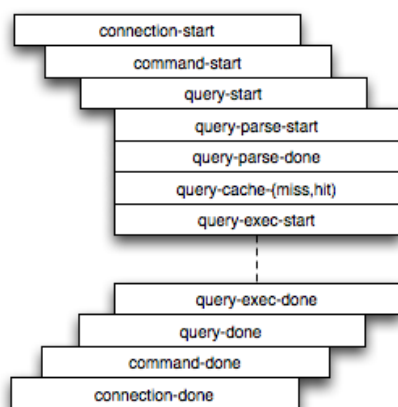 connection-start
command-start
query-start
query-parse-start
query-parse-done
query-cache-(miss,hit)
query-exec-start
query-exec-done
query-done
command-done
connection-done